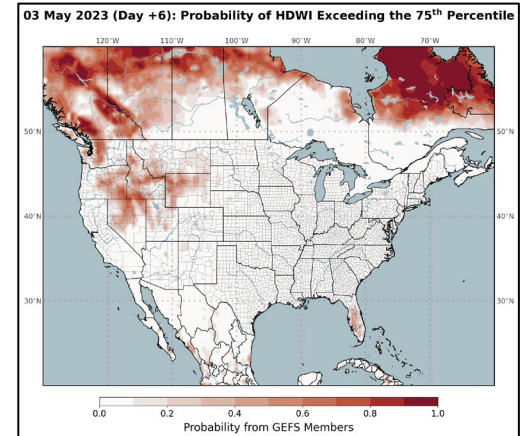 03 May 2023 (Day +6): Probability of HDWI Exceeding the 75th Percentile
120°W 110°W 100°W 90°W 80°W 70°W
50°N 50°N
40°N 40°N
30°N 30°N
0.0 0.2 0.4 0.6 0.8 1.0
Probability from GEFS Members